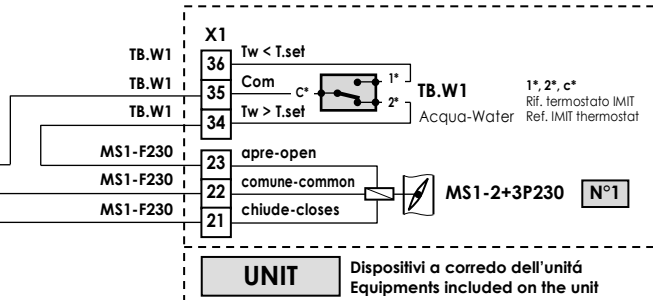 X1
TB.W1 36 Tw < T.set
TB.W1 35 Com C* 1*
TB.W1 34 Tw > T.set 2*
TB.W1
Acqua-Water
1*, 2*, c*
Rif. termostato IMIT
Ref. IMIT thermostat
MS1-F230 23 apre-open
MS1-F230 22 comune-common
MS1-F230 21 chiude-closes
MS1-2+3P230 N°1
UNIT
Dispositivi a corredo dell'unitá
Equipments included on the unit